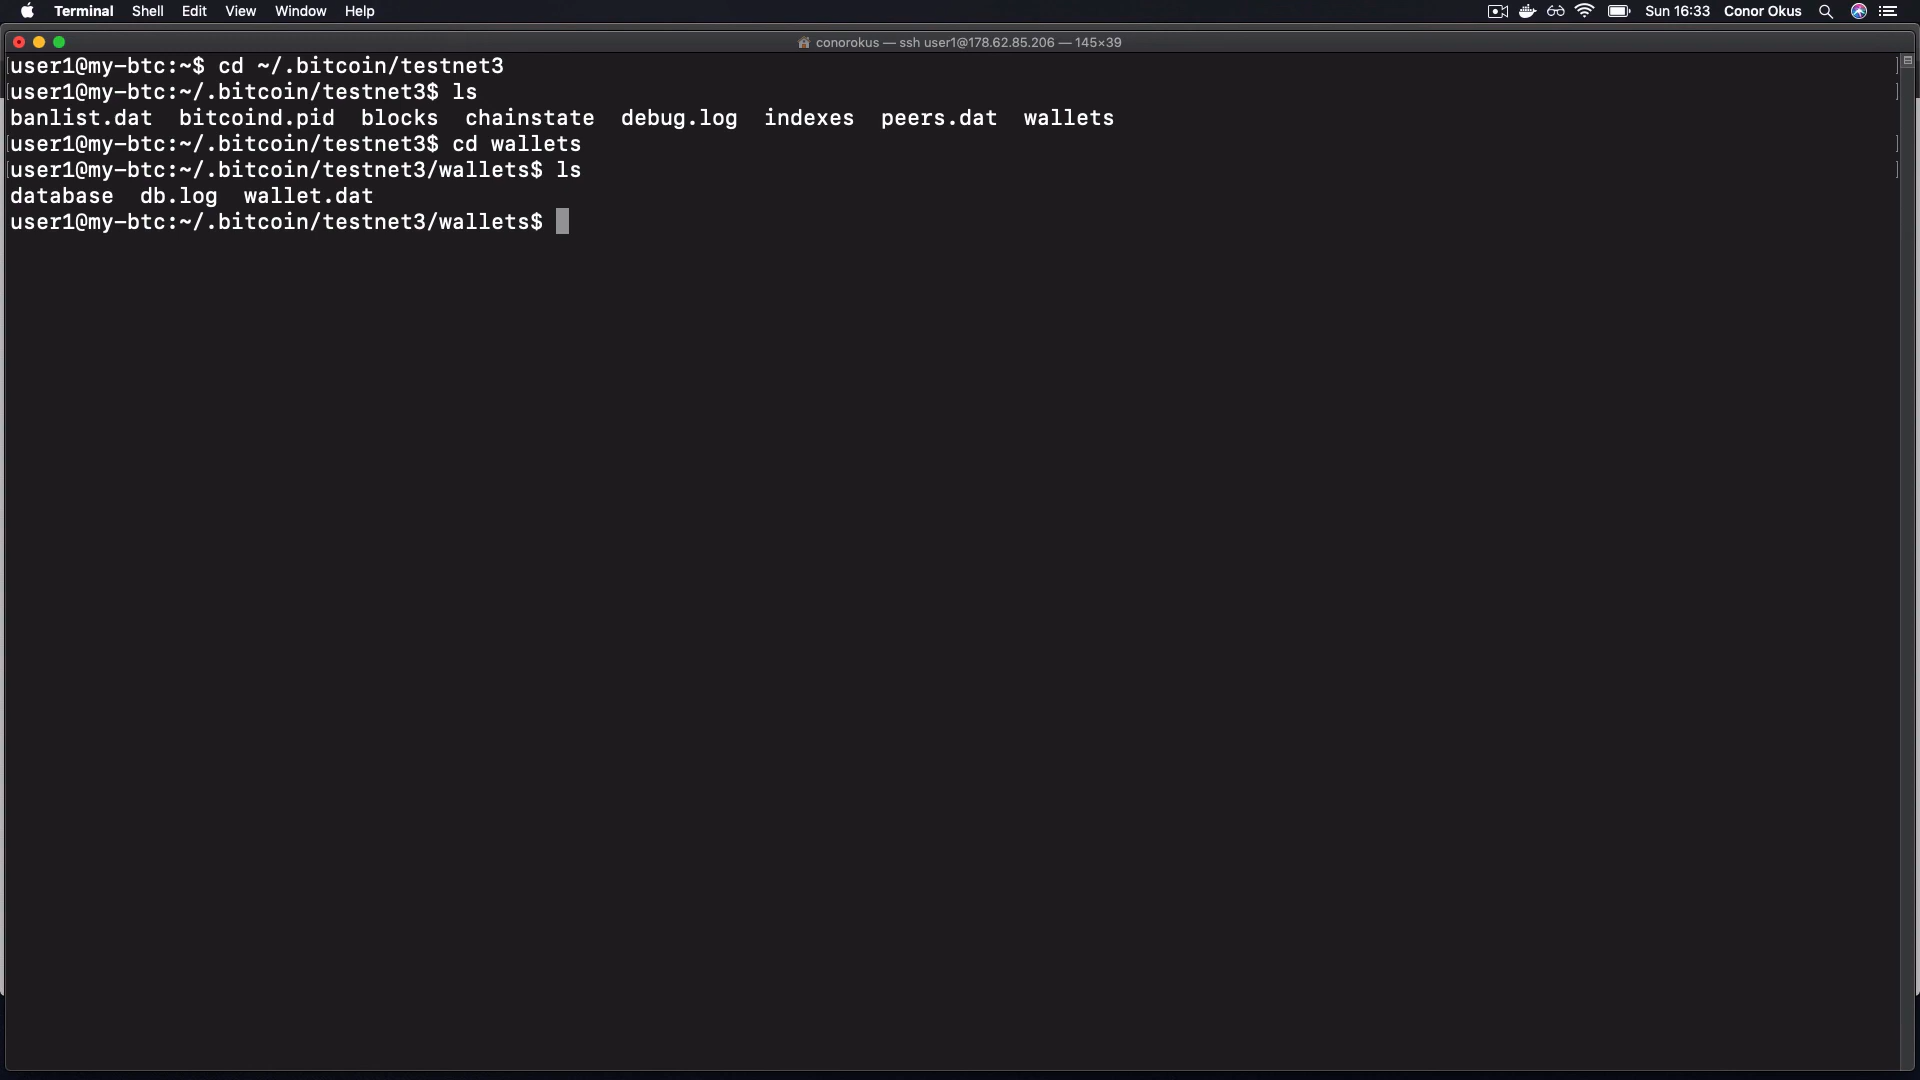 Terminal Shell Edit View Window Help Sun 16:33 Conor Okus
conorokus — ssh user1@178.62.85.206 — 145×39
user1@my-btc:~$ cd ~/.bitcoin/testnet3
user1@my-btc:~/.bitcoin/testnet3$ ls
banlist.dat bitcoind.pid blocks chainstate debug.log indexes peers.dat wallets
user1@my-btc:~/.bitcoin/testnet3$ cd wallets
user1@my-btc:~/.bitcoin/testnet3/wallets$ ls
database db.log wallet.dat
user1@my-btc:~/.bitcoin/testnet3/wallets$